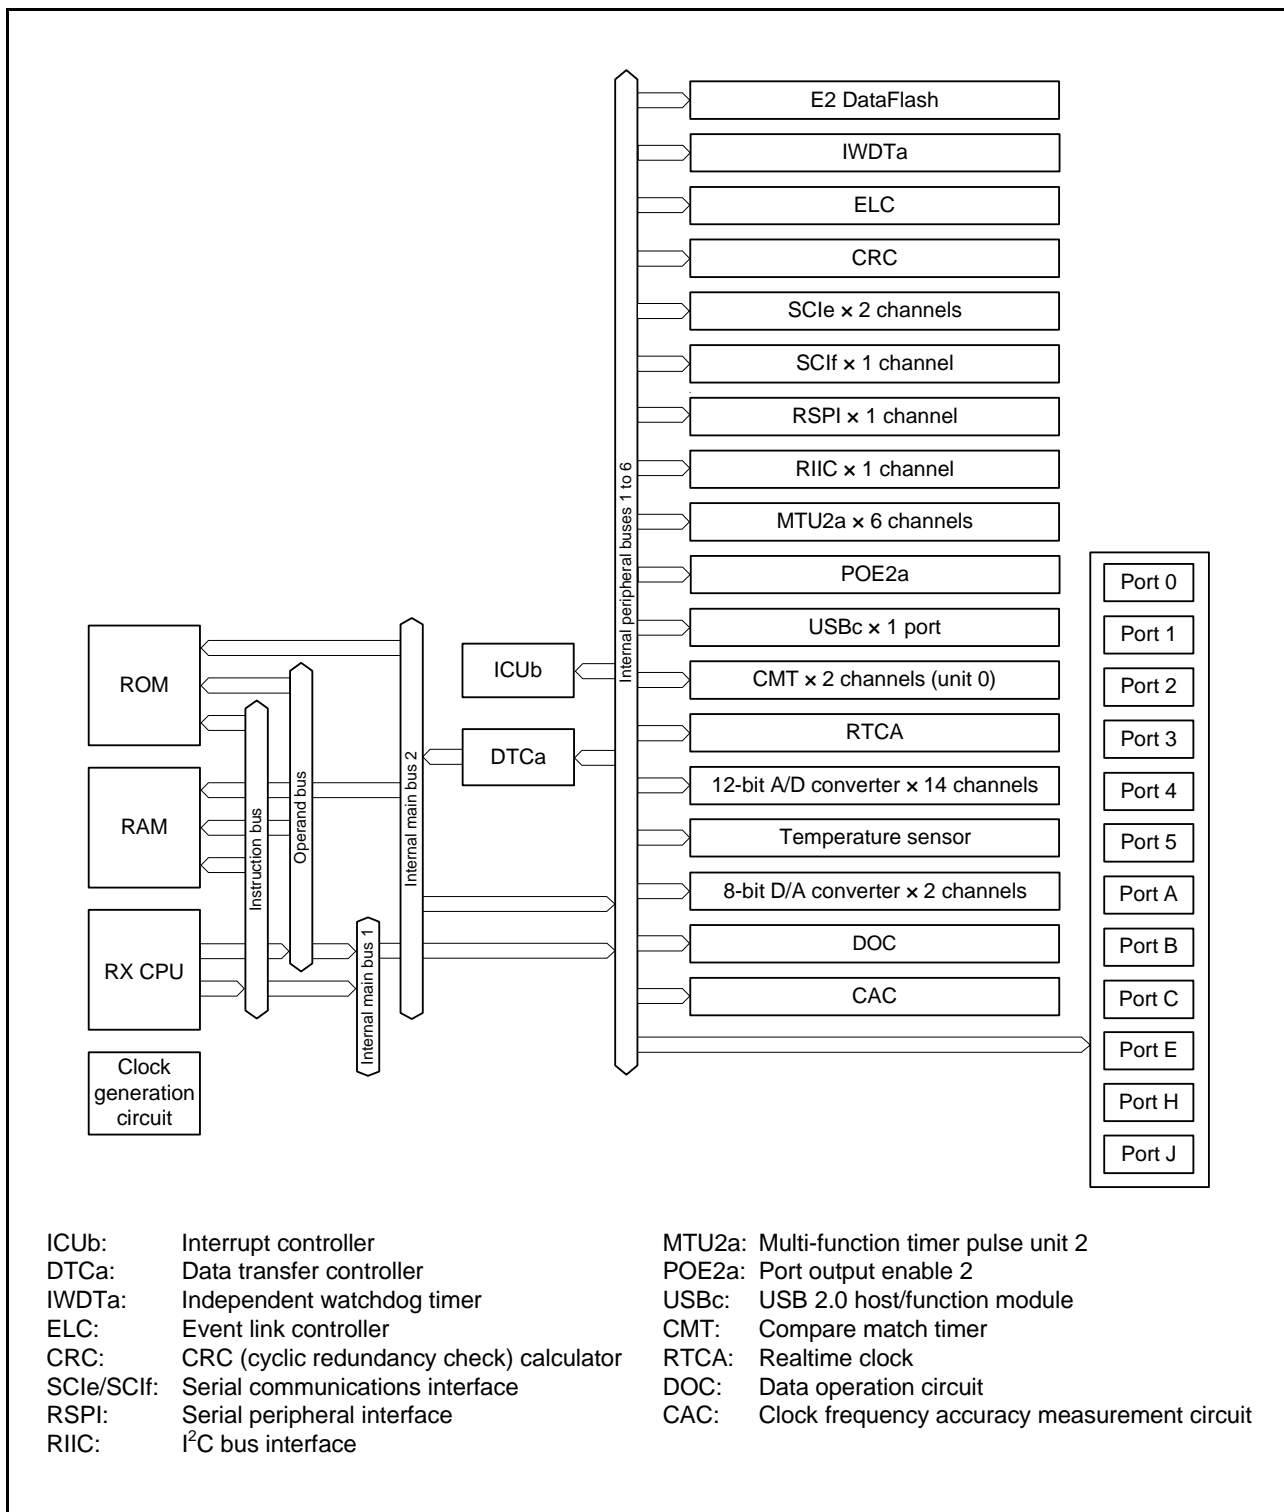 E2 DataFlash
IWDTa
ELC
CRC
SCIe × 2 channels
SCIf × 1 channel
RSPI × 1 channel
RIIC × 1 channel
MTU2a × 6 channels
POE2a
USBc × 1 port
CMT × 2 channels (unit 0)
RTCA
12-bit A/D converter × 14 channels
Temperature sensor
8-bit D/A converter × 2 channels
DOC
CAC
Internal peripheral buses 1 to 6
Port 0
Port 1
Port 2
Port 3
Port 4
Port 5
Port A
Port B
Port C
Port E
Port H
Port J
ICUb
DTCa
ROM
RAM
RX CPU
Clock
generation
circuit
Instruction bus
Operand bus
Internal main bus 1
Internal main bus 2
ICUb: Interrupt controller
DTCa: Data transfer controller
IWDTa: Independent watchdog timer
ELC: Event link controller
CRC: CRC (cyclic redundancy check) calculator
SCIe/SCIf: Serial communications interface
RSPI: Serial peripheral interface
RIIC: I²C bus interface
MTU2a: Multi-function timer pulse unit 2
POE2a: Port output enable 2
USBc: USB 2.0 host/function module
CMT: Compare match timer
RTCA: Realtime clock
DOC: Data operation circuit
CAC: Clock frequency accuracy measurement circuit